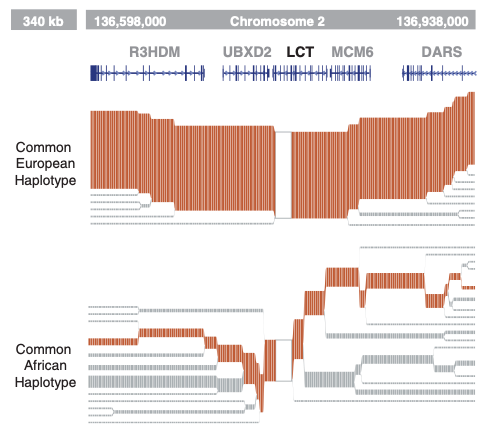 340 kb 136,598,000 Chromosome 2 136,938,000
R3HDM UBXD2 LCT MCM6 DARS
Common
European
Haplotype
Common
African
Haplotype